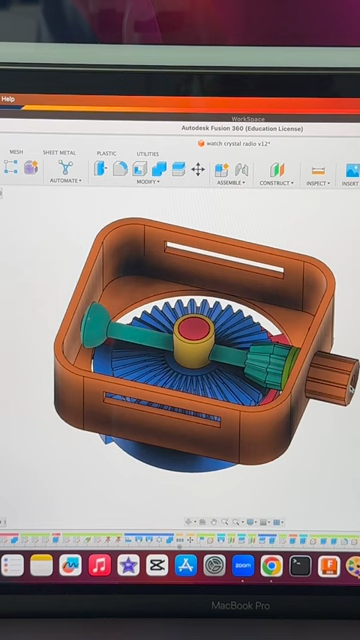 Help
WorkSpace
Autodesk Fusion 360 (Education License)
watch crystal radio v12*
MESH
SHEET METAL
PLASTIC
UTILITIES
AUTOMATE
MODIFY
ASSEMBLE
CONSTRUCT
INSPECT
INSERT
zoom
MacBook Pro